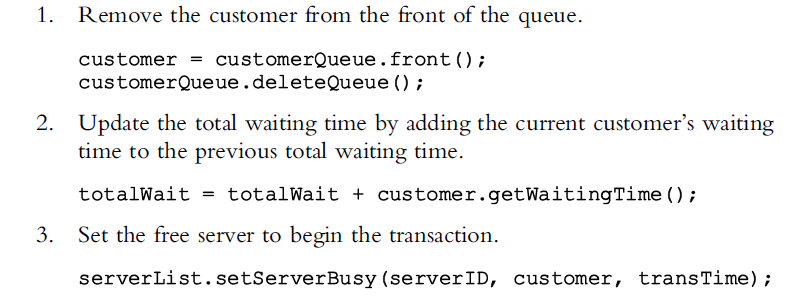 1. Remove the customer from the front of the queue.
customer = customerQueue.front();
customerQueue.deleteQueue();
2. Update the total waiting time by adding the current customer’s waiting
time to the previous total waiting time.
totalWait = totalWait + customer.getWaitingTime();
3. Set the free server to begin the transaction.
serverList.setServerBusy(serverID, customer, transTime);